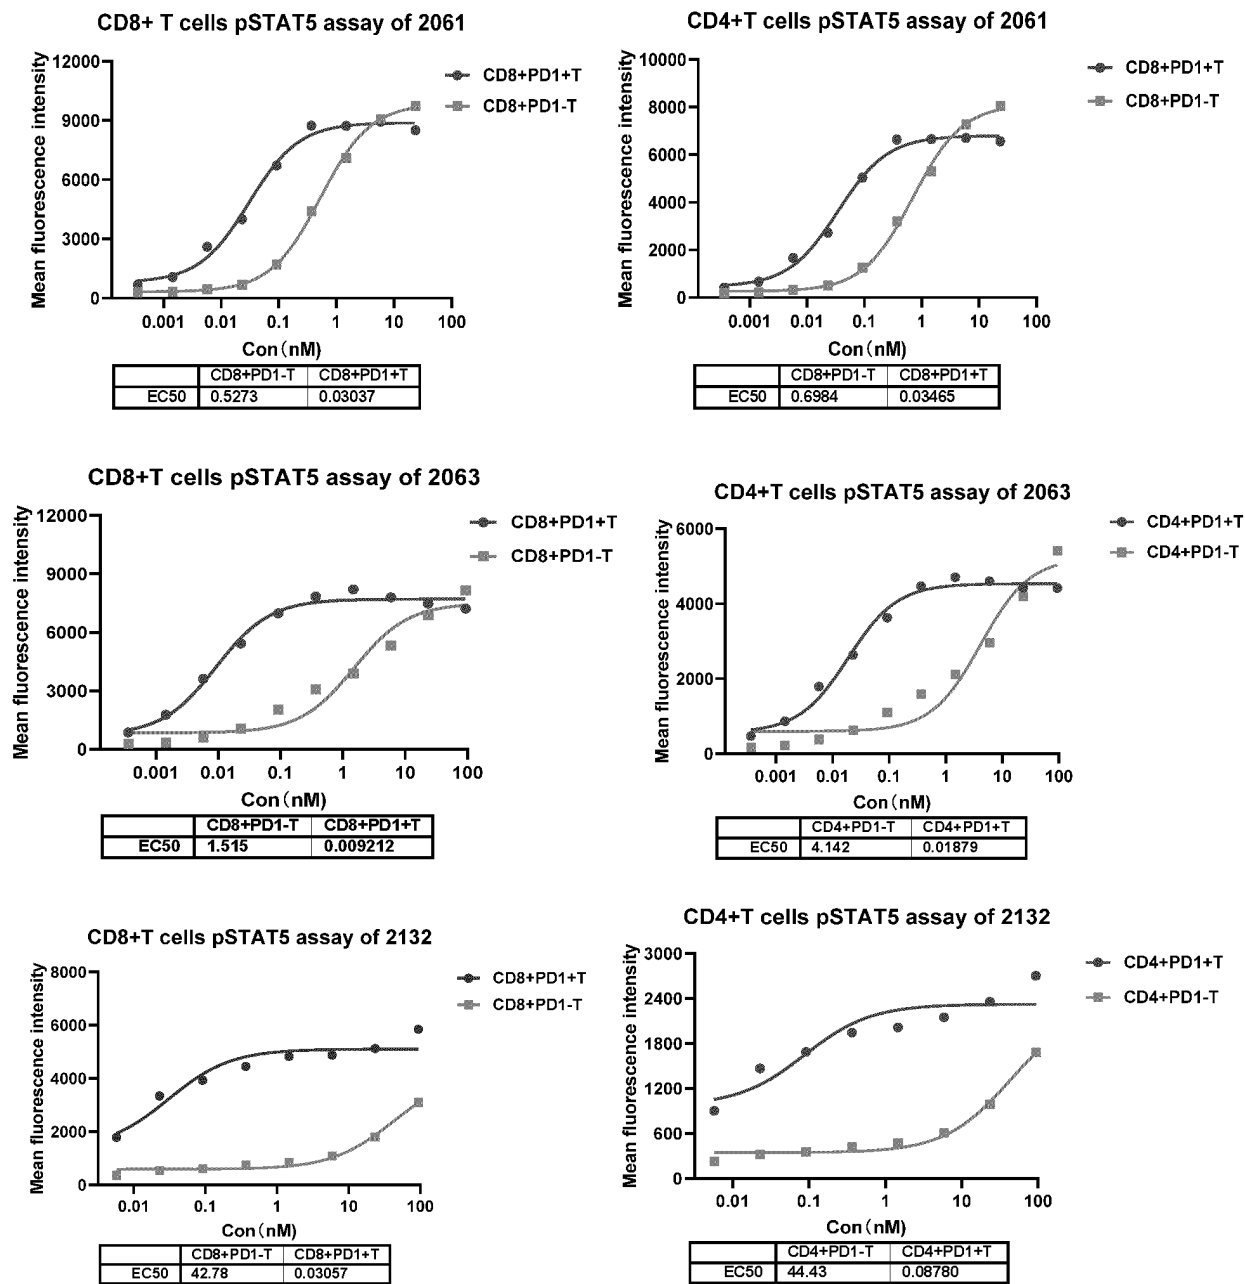 CD8+ T cells pSTAT5 assay of 2061
Mean fluorescence intensity
12000
9000
6000
3000
0
0.001 0.01 0.1 1 10 100
Con(nM)
CD8+PD1+T
CD8+PD1-T
CD8+PD1-T CD8+PD1+T
EC50 0.5273 0.03037
CD4+T cells pSTAT5 assay of 2061
Mean fluorescence intensity
10000
8000
6000
4000
2000
0
0.001 0.01 0.1 1 10 100
Con(nM)
CD8+PD1+T
CD8+PD1-T
CD8+PD1-T CD8+PD1+T
EC50 0.6984 0.03465
CD8+T cells pSTAT5 assay of 2063
Mean fluorescence intensity
12000
9000
6000
3000
0
0.001 0.01 0.1 1 10 100
Con(nM)
CD8+PD1+T
CD8+PD1-T
CD8+PD1-T CD8+PD1+T
EC50 1.515 0.009212
CD4+T cells pSTAT5 assay of 2063
Mean fluorescence intensity
6000
4000
2000
0
0.001 0.01 0.1 1 10 100
Con(nM)
CD4+PD1+T
CD4+PD1-T
CD4+PD1-T CD4+PD1+T
EC50 4.142 0.01879
CD8+T cells pSTAT5 assay of 2132
Mean fluorescence intensity
8000
6000
4000
2000
0
0.01 0.1 1 10 100
Con(nM)
CD8+PD1+T
CD8+PD1-T
CD8+PD1-T CD8+PD1+T
EC50 42.78 0.03057
CD4+T cells pSTAT5 assay of 2132
Mean fluorescence intensity
3000
2400
1800
1200
600
0
0.01 0.1 1 10 100
Con(nM)
CD4+PD1+T
CD4+PD1-T
CD4+PD1-T CD4+PD1+T
EC50 44.43 0.08780